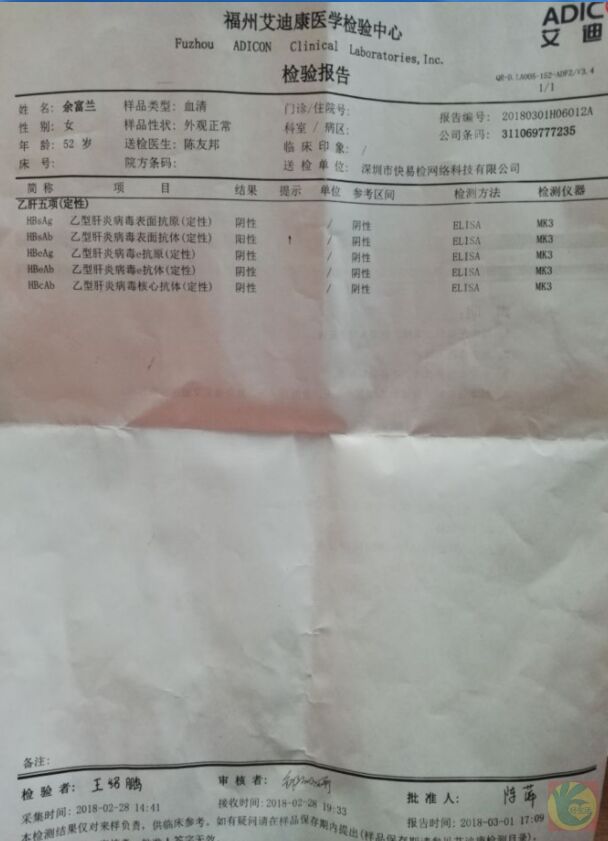 福州艾迪康医学检验中心
ADIC
艾迪
Fuzhou ADICON Clinical Laboratories,Inc.
检验报告
1/1
姓 名: 余富兰 样品类型: 血清 门诊/住院号: 报告编号: 20180301H06012A
性 别: 女 样品性状: 外观正常 科室 / 病区: 公司条码: 311069777235
年 龄: 52 岁 送检医生: 陈友邦 临床印象: /
床 号: 院方条码: 送检单位: 深圳市快易检网络科技有限公司
简 称 项 目 结果 提示 单位 参考区间 检测方法 检测仪器
乙肝五项(定性)
HBsAg 乙型肝炎病毒表面抗原(定性) 阴性 / 阴性 ELISA MK3
HBsAb 乙型肝炎病毒表面抗体(定性) 阳性 ↑ / 阴性 ELISA MK3
HBeAg 乙型肝炎病毒e抗原(定性) 阴性 / 阴性 ELISA MK3
HBeAb 乙型肝炎病毒e抗体(定性) 阴性 / 阴性 ELISA MK3
HBcAb 乙型肝炎病毒核心抗体(定性) 阴性 / 阴性 ELISA MK3
备注:
检 验 者: 审 核 者: 批 准 人: 陈萍
采集时间: 2018-02-28 14:41 接收时间: 2018-02-28 19:33 报告时间: 2018-03-01 17:09
本检测结果仅对来样负责，供临床参考。如有疑问请在样品保存期内提出